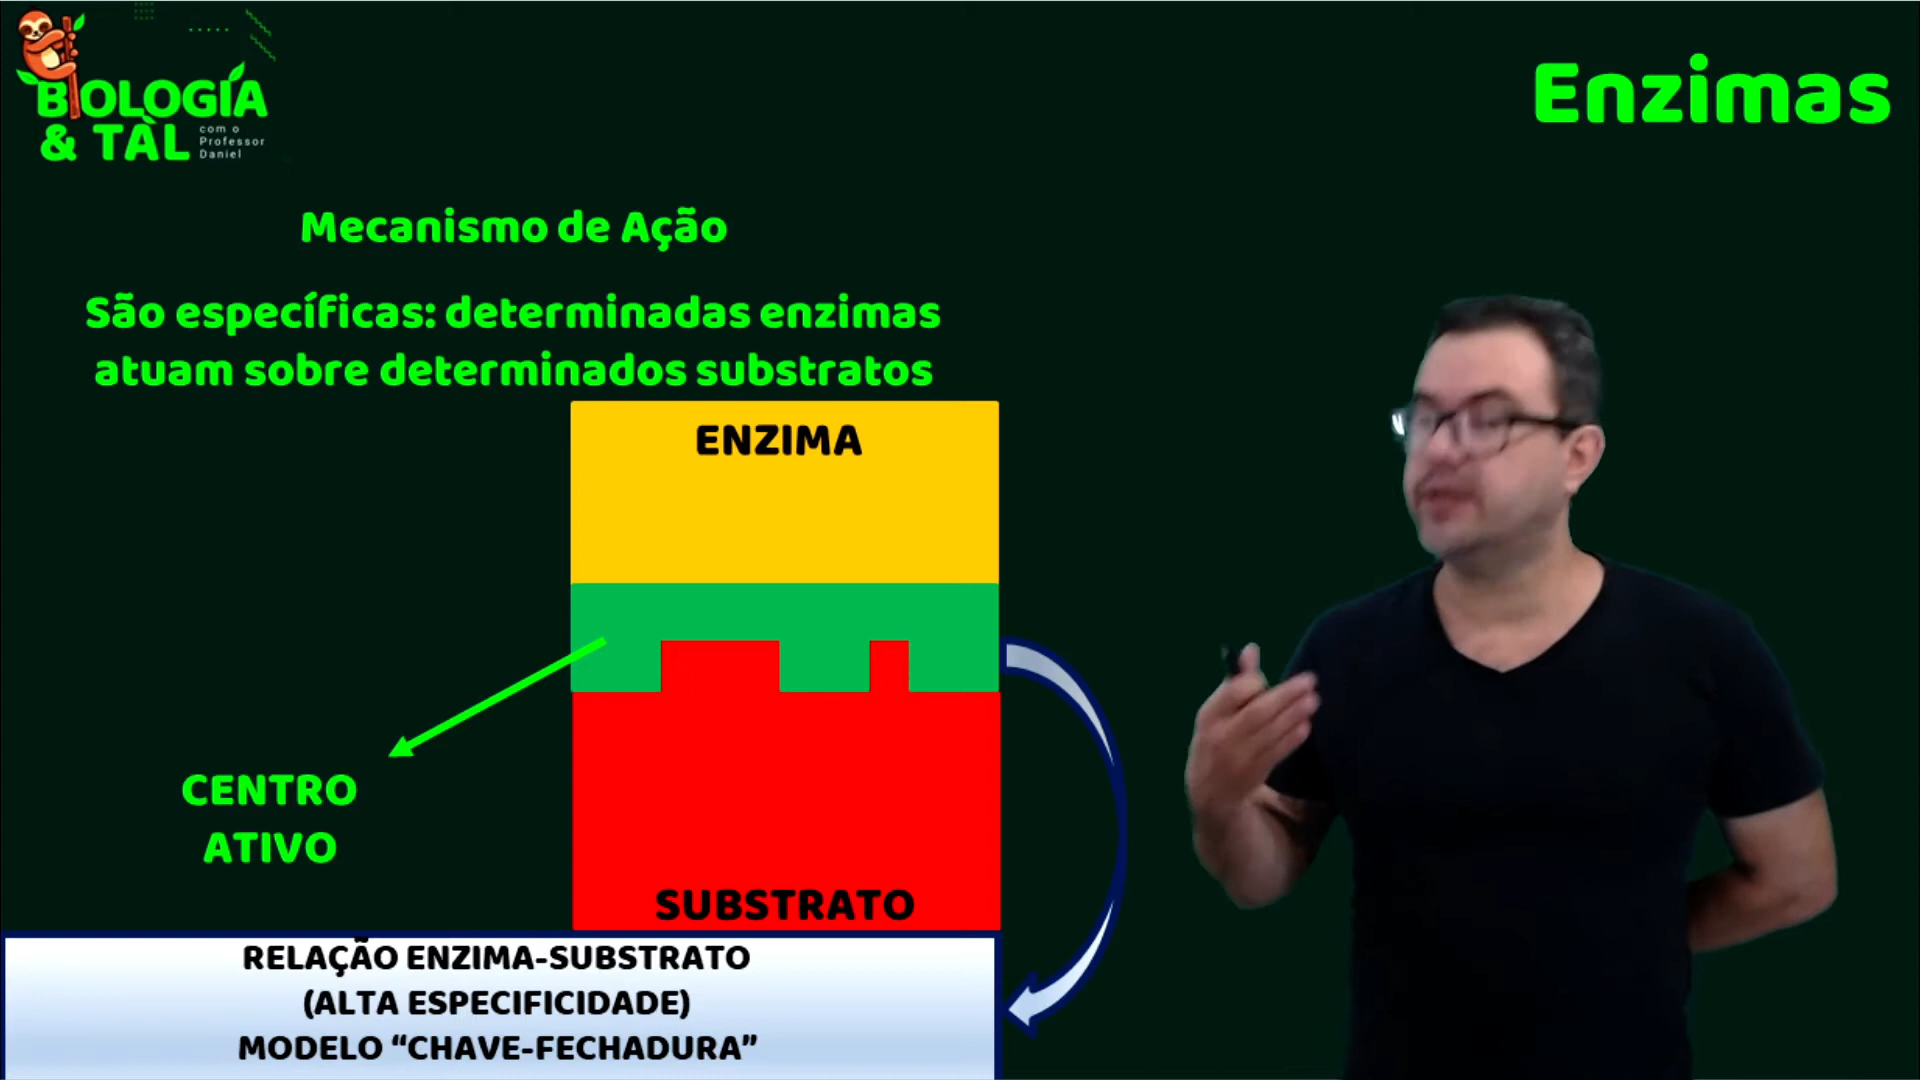 BIOLOGIA
& TAL
com o
Professor
Daniel
Enzimas
Mecanismo de Ação
São específicas: determinadas enzimas
atuam sobre determinados substratos
ENZIMA
CENTRO
ATIVO
SUBSTRATO
RELAÇÃO ENZIMA-SUBSTRATO
(ALTA ESPECIFICIDADE)
MODELO “CHAVE-FECHADURA”